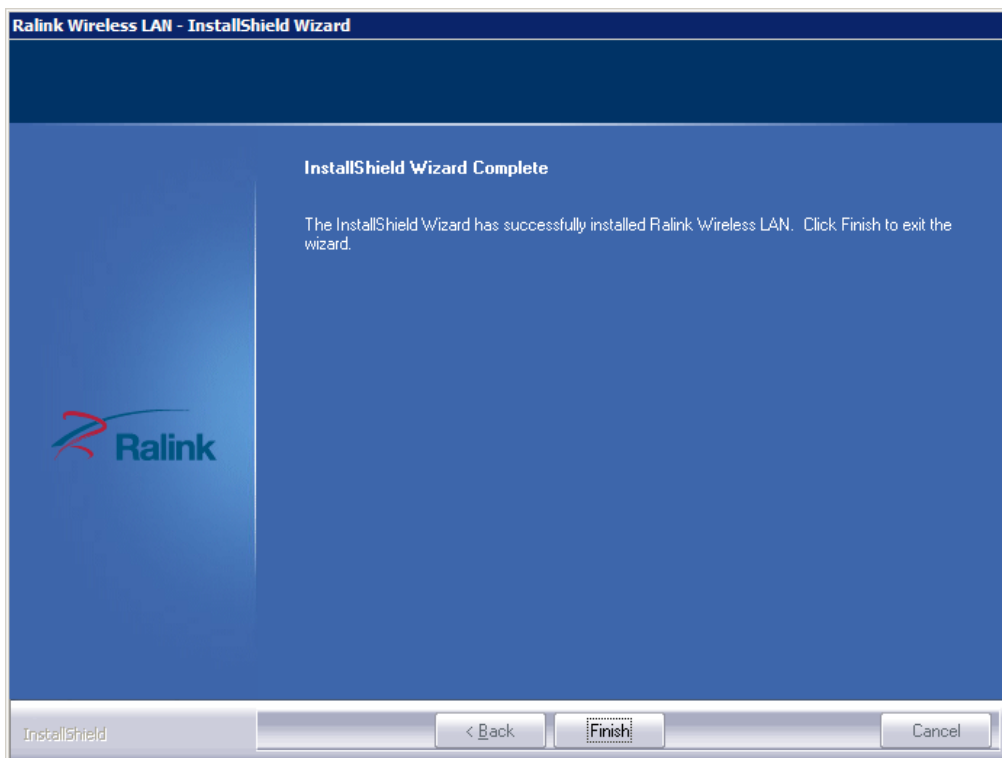 Ralink Wireless LAN - InstallShield Wizard
InstallShield Wizard Complete
The InstallShield Wizard has successfully installed Ralink Wireless LAN. Click Finish to exit the
wizard.
Ralink
InstallShield
< Back
Finish
Cancel